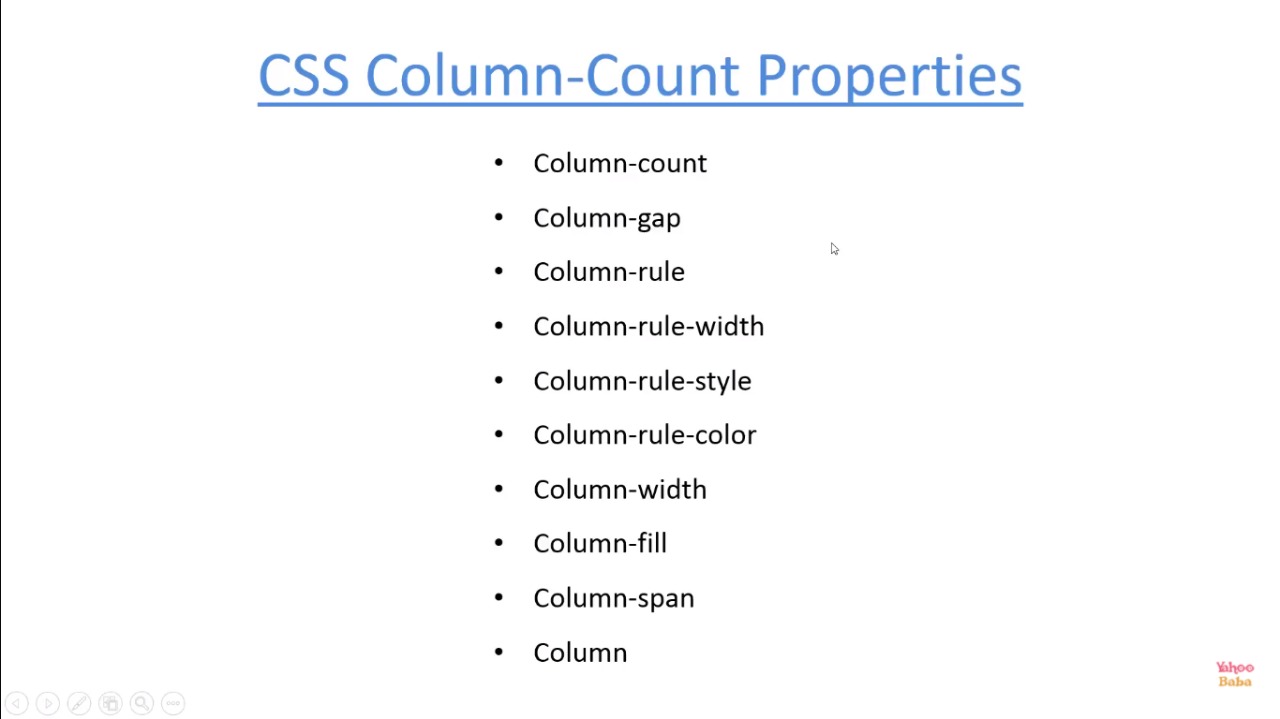 CSS Column-Count Properties
• Column-count
• Column-gap
• Column-rule
• Column-rule-width
• Column-rule-style
• Column-rule-color
• Column-width
• Column-fill
• Column-span
• Column
Yahoo
Baba